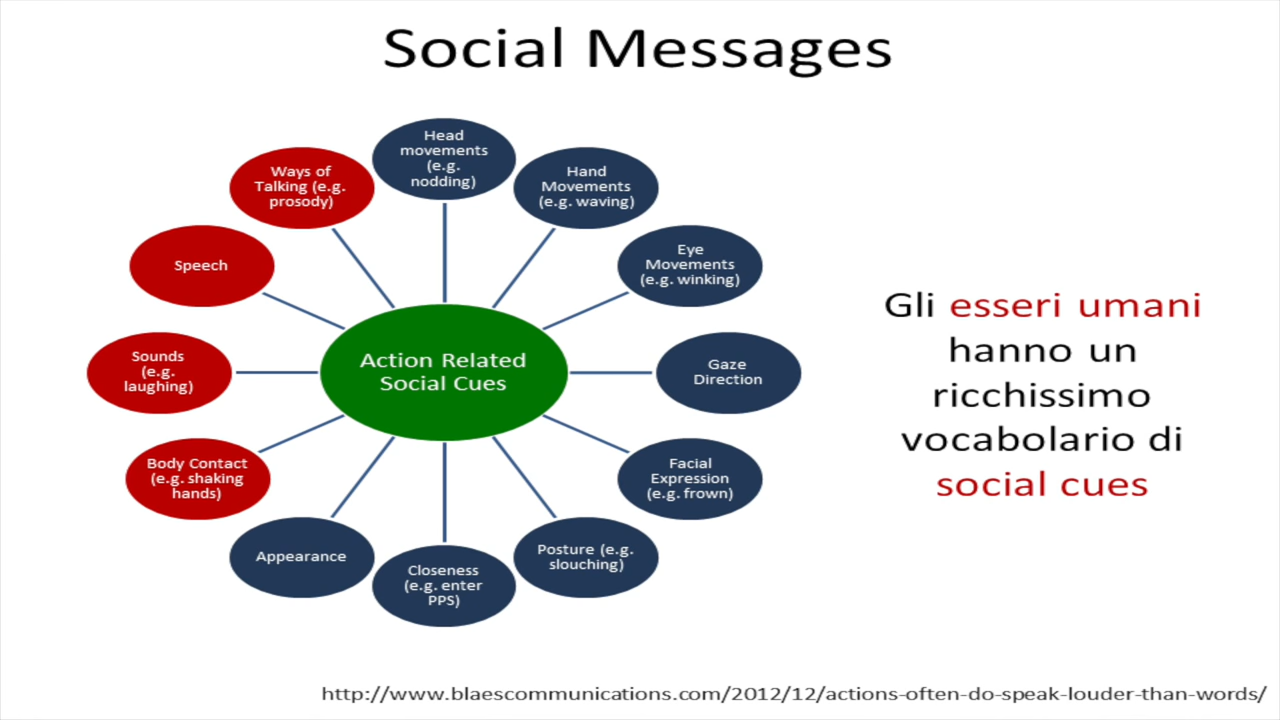 Social Messages
Head
movements
(e.g.
nodding)
Hand
Movements
(e.g. waving)
Eye
Movements
(e.g. winking)
Gaze
Direction
Facial
Expression
(e.g. frown)
Posture (e.g.
slouching)
Closeness
(e.g. enter
PPS)
Appearance
Body Contact
(e.g. shaking
hands)
Sounds
(e.g.
laughing)
Speech
Ways of
Talking (e.g.
prosody)
Action Related
Social Cues
Gli esseri umani
hanno un
ricchissimo
vocabolario di
social cues
http://www.blaescommunications.com/2012/12/actions-often-do-speak-louder-than-words/